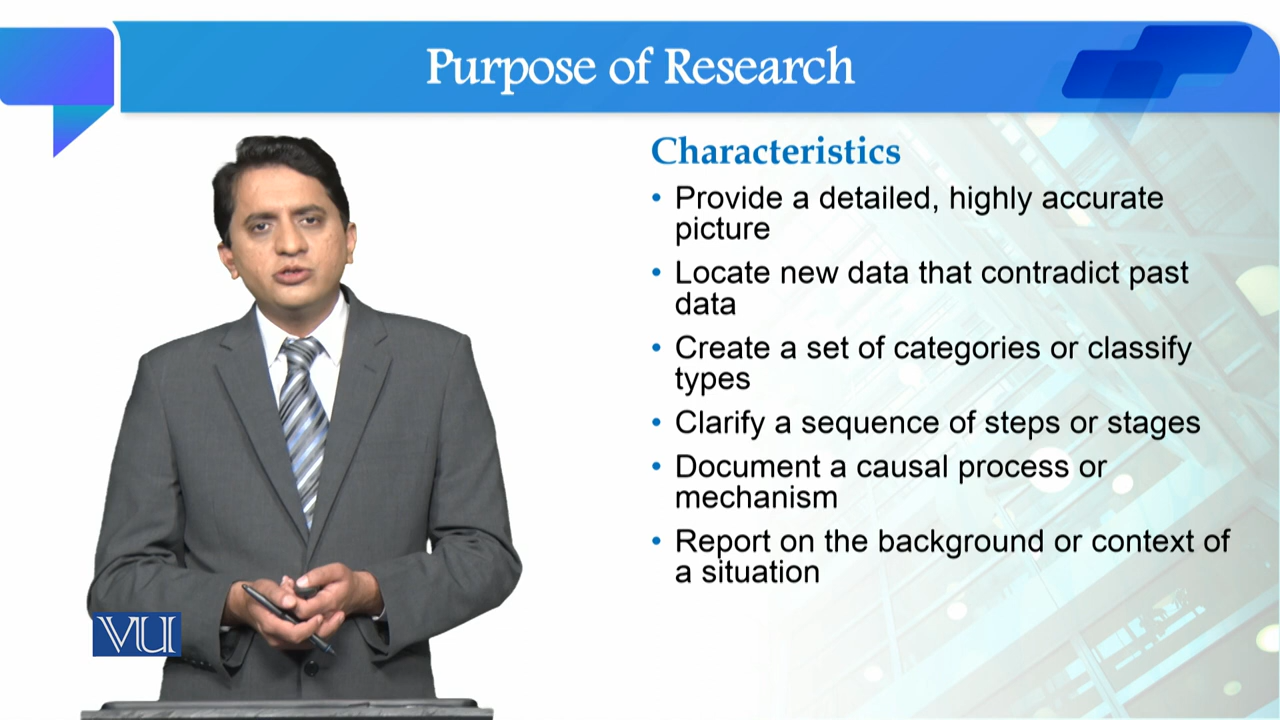 Purpose of Research
Characteristics
• Provide a detailed, highly accurate
picture
• Locate new data that contradict past
data
• Create a set of categories or classify
types
• Clarify a sequence of steps or stages
• Document a causal process or
mechanism
• Report on the background or context of
a situation
VU